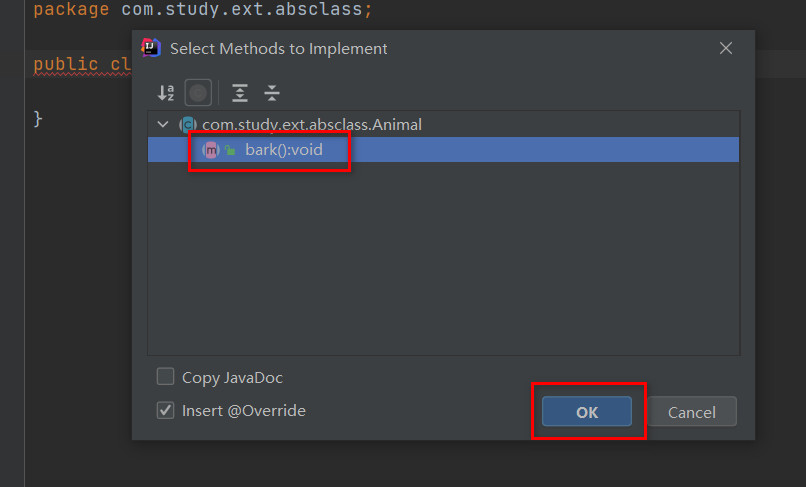 package com.study.ext.absclass;
Select Methods to Implement
public cl
com.study.ext.absclass.Animal
}
bark():void
Copy JavaDoc
Insert @Override
OK
Cancel